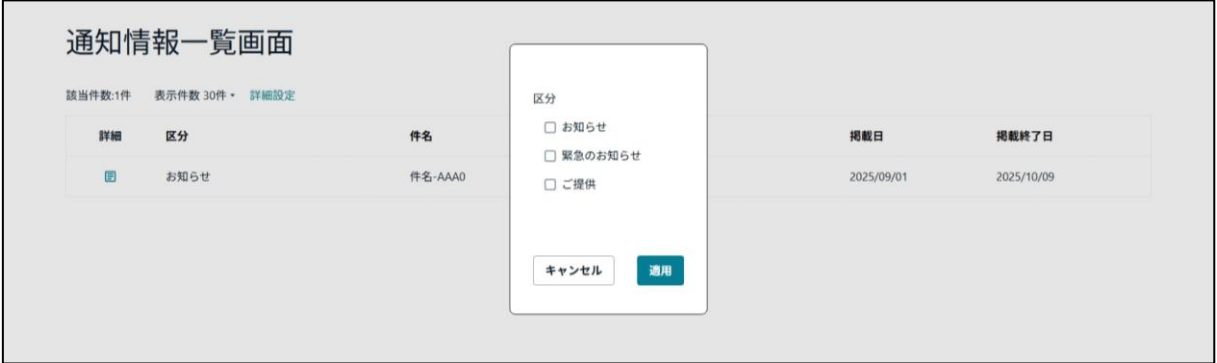 通知情報一覧画面
該当件数:1件 表示件数 30件 詳細設定
詳細 区分 件名 掲載日 掲載終了日
お知らせ 件名-AAA0 2025/09/01 2025/10/09
区分
お知らせ
緊急のお知らせ
ご提供
キャンセル 適用